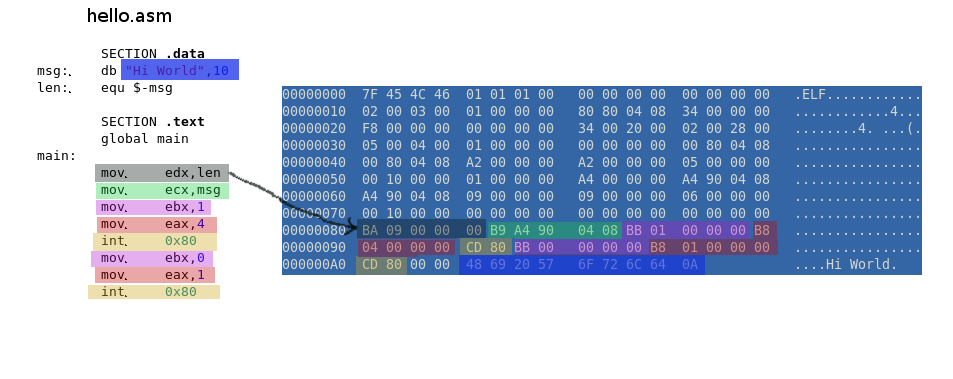 hello.asm
SECTION .data
msg: db "Hi World",10
len: equ $-msg
SECTION .text
global main
main:
mov edx,len
mov ecx,msg
mov ebx,1
mov eax,4
int 0x80
mov ebx,0
mov eax,1
int 0x80
00000000 7F 45 4C 46 01 01 01 00 00 00 00 00 00 00 00 00 .ELF............
00000010 02 00 03 00 01 00 00 00 80 80 04 08 34 00 00 00 ............4...
00000020 F8 00 00 00 00 00 00 00 34 00 20 00 02 00 28 00 ........4. ...(.
00000030 05 00 04 00 01 00 00 00 00 00 00 00 00 80 04 08 ................
00000040 00 80 04 08 A2 00 00 00 A2 00 00 00 05 00 00 00 ................
00000050 00 10 00 00 01 00 00 00 A4 00 00 00 A4 90 04 08 ................
00000060 A4 90 04 08 09 00 00 00 09 00 00 00 06 00 00 00 ................
00000070 00 10 00 00 00 00 00 00 00 00 00 00 00 00 00 00 ................
00000080 BA 09 00 00 00 B9 A4 90 04 08 BB 01 00 00 00 B8 ................
00000090 04 00 00 00 CD 80 BB 00 00 00 00 B8 01 00 00 00 ................
000000A0 CD 80 00 00 48 69 20 57 6F 72 6C 64 0A ....Hi World.